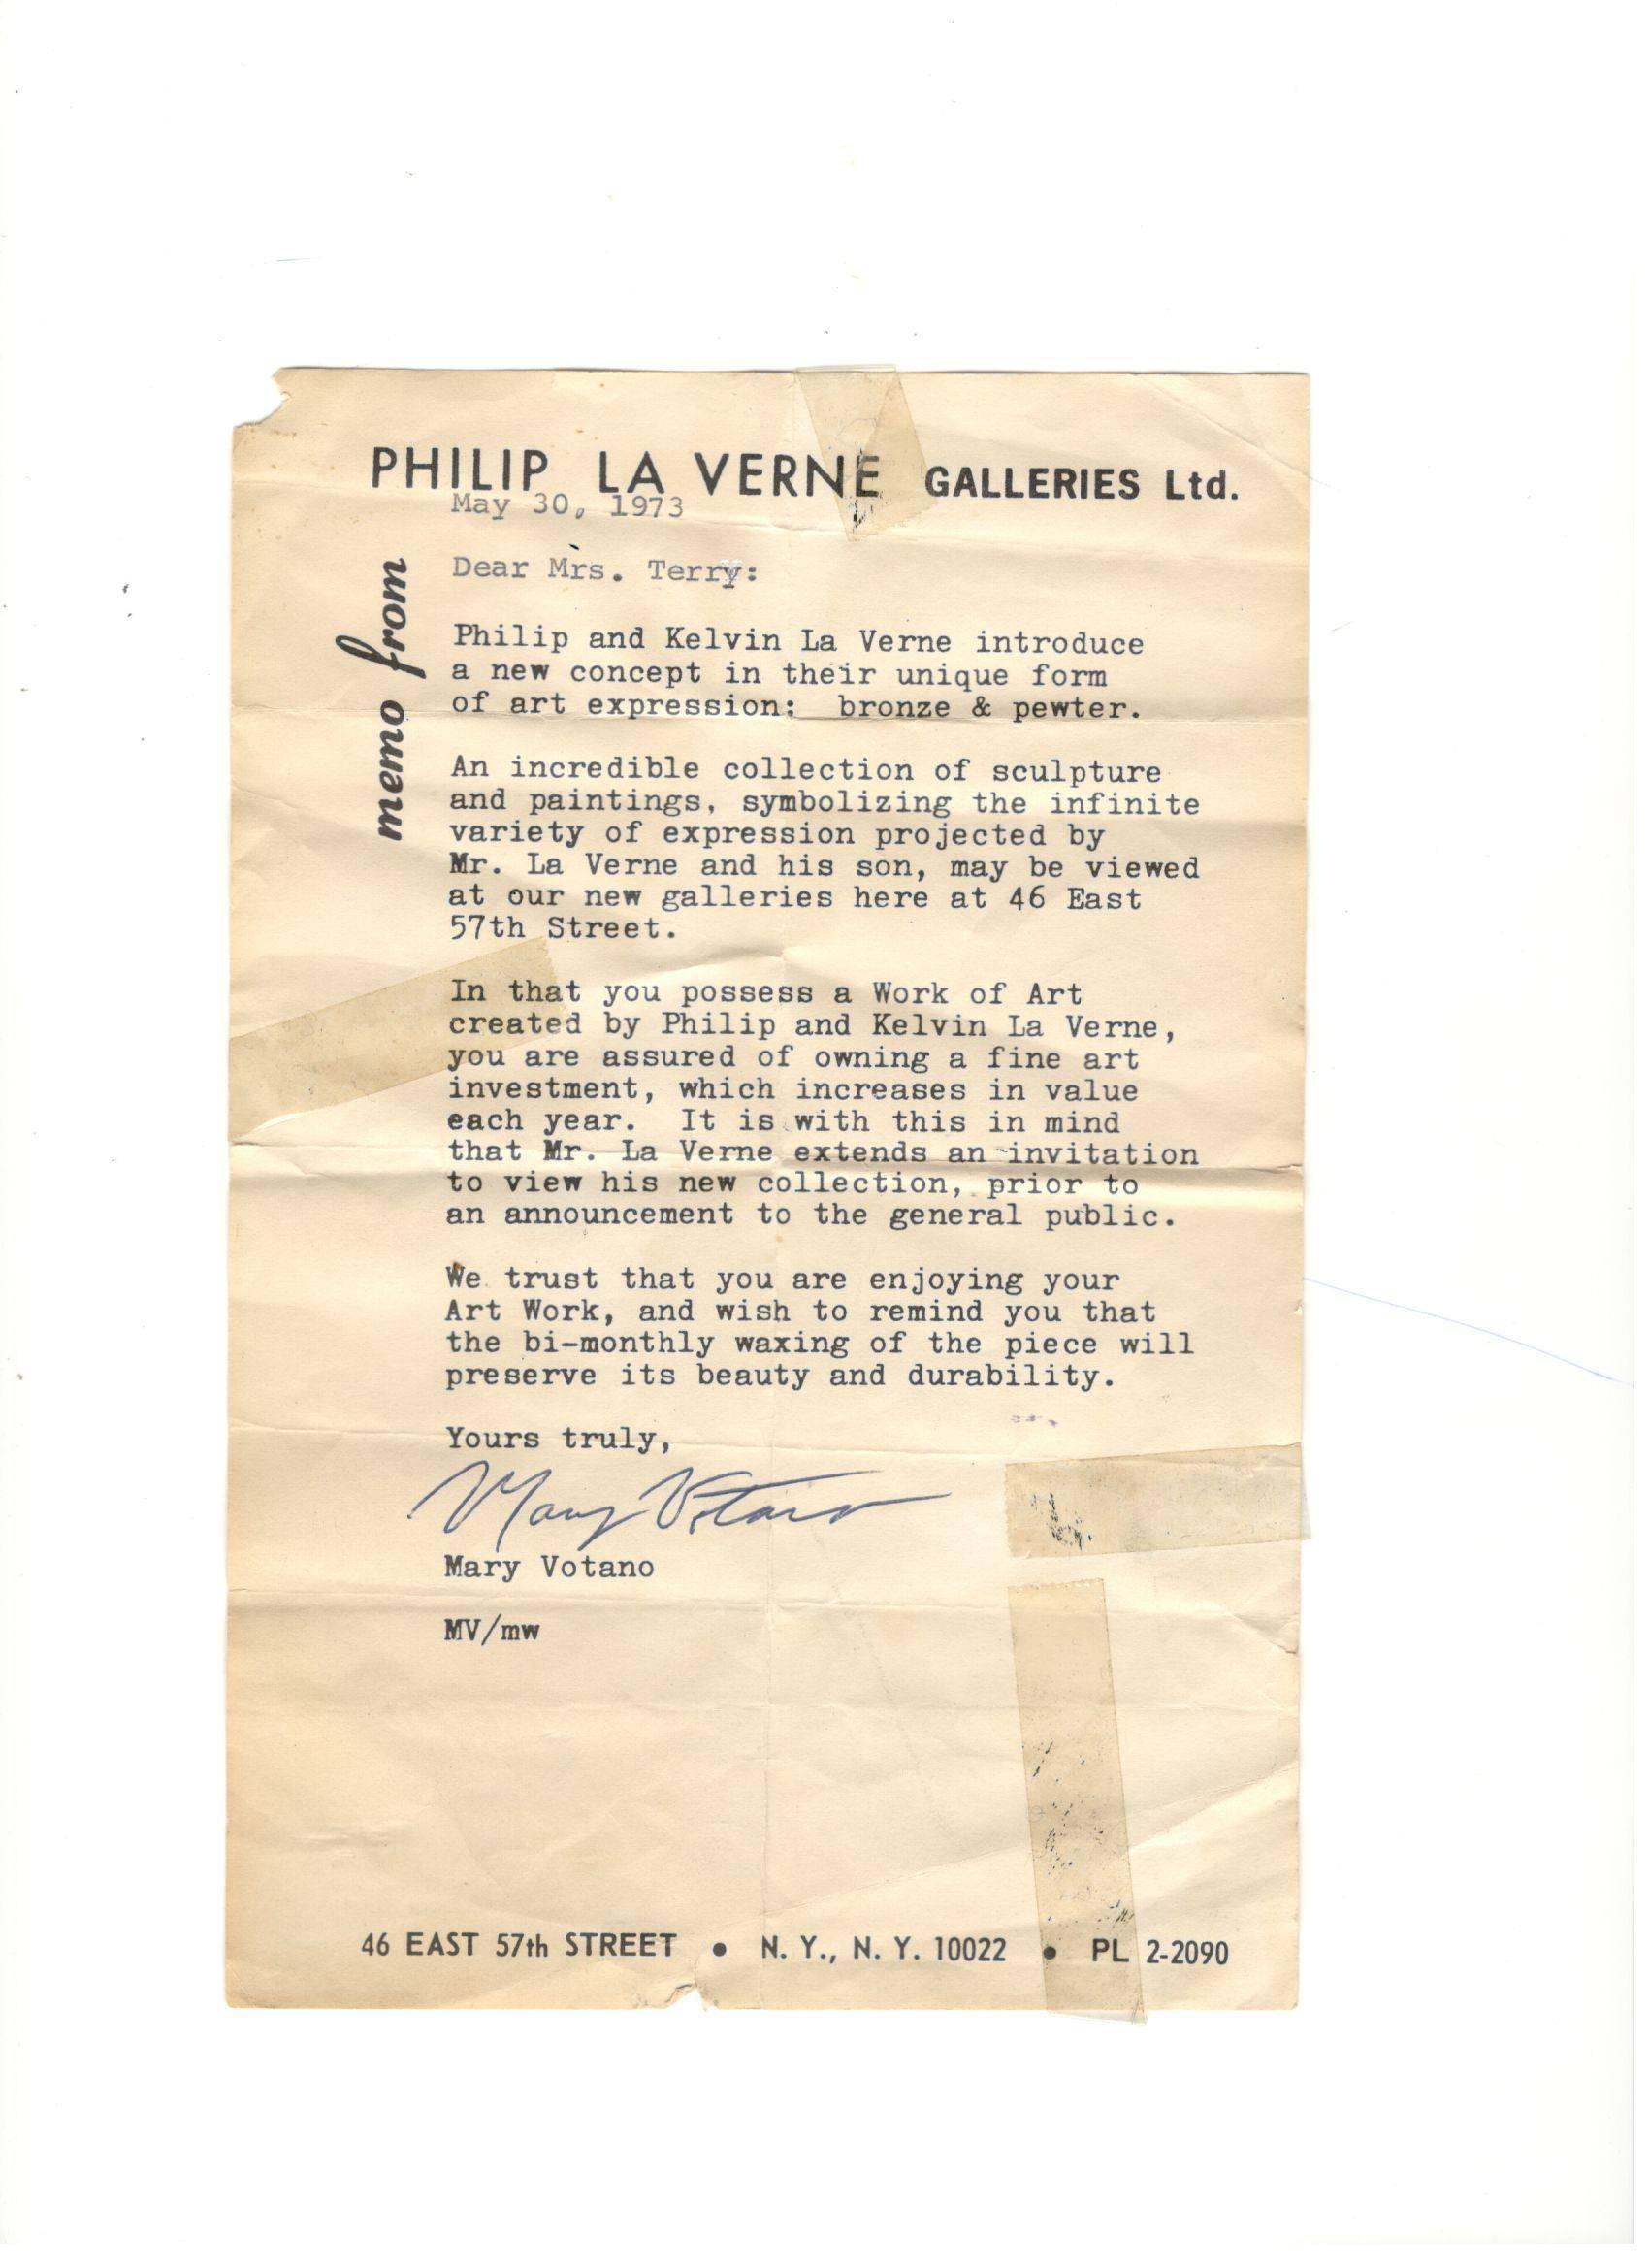 PHILIP LA VERNE GALLERIES Ltd.
May 30, 1973
memo from
Dear Mrs. Terry:
Philip and Kelvin La Verne introduce
a new concept in their unique form
of art expression: bronze & pewter.
An incredible collection of sculpture
and paintings, symbolizing the infinite
variety of expression projected by
Mr. La Verne and his son, may be viewed
at our new galleries here at 46 East
57th Street.
In that you possess a Work of Art
created by Philip and Kelvin La Verne,
you are assured of owning a fine art
investment, which increases in value
each year. It is with this in mind
that Mr. La Verne extends an invitation
to view his new collection, prior to
an announcement to the general public.
We trust that you are enjoying your
Art Work, and wish to remind you that
the bi-monthly waxing of the piece will
preserve its beauty and durability.
Yours truly,
Mary Votano
Mary Votano
MV/mw
46 EAST 57th STREET • N. Y., N. Y. 10022 • PL 2-2090